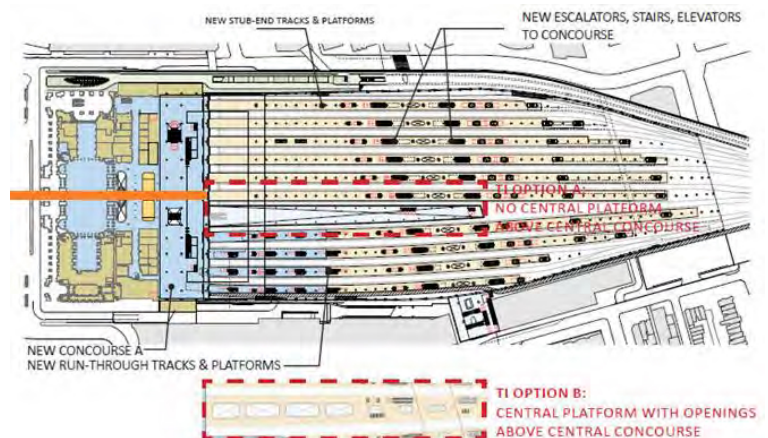 NEW STUB-END TRACKS & PLATFORMS
NEW ESCALATORS, STAIRS, ELEVATORS
TO CONCOURSE
TI OPTION A:
NO CENTRAL PLATFORM
ABOVE CENTRAL CONCOURSE
NEW CONCOURSE A
NEW RUN-THROUGH TRACKS & PLATFORMS
TI OPTION B:
CENTRAL PLATFORM WITH OPENINGS
ABOVE CENTRAL CONCOURSE